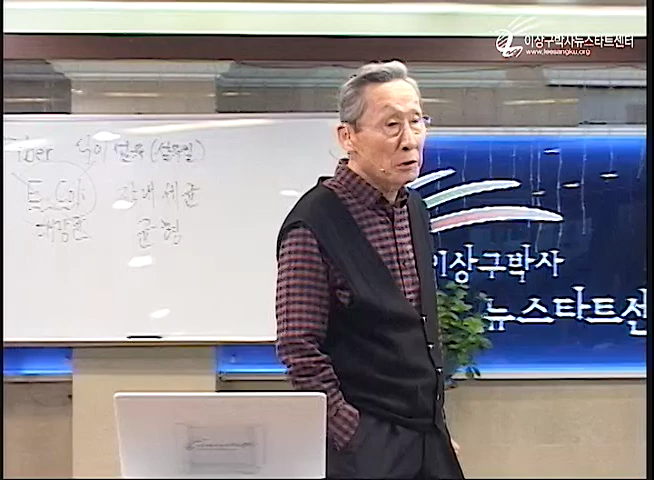 이상구박사뉴스타트센터
www.leesangku.org
Fiber 식이섬유 (섬유질)
E. Coli 장내세균
대장균 균형
이상구박사
뉴스타트센